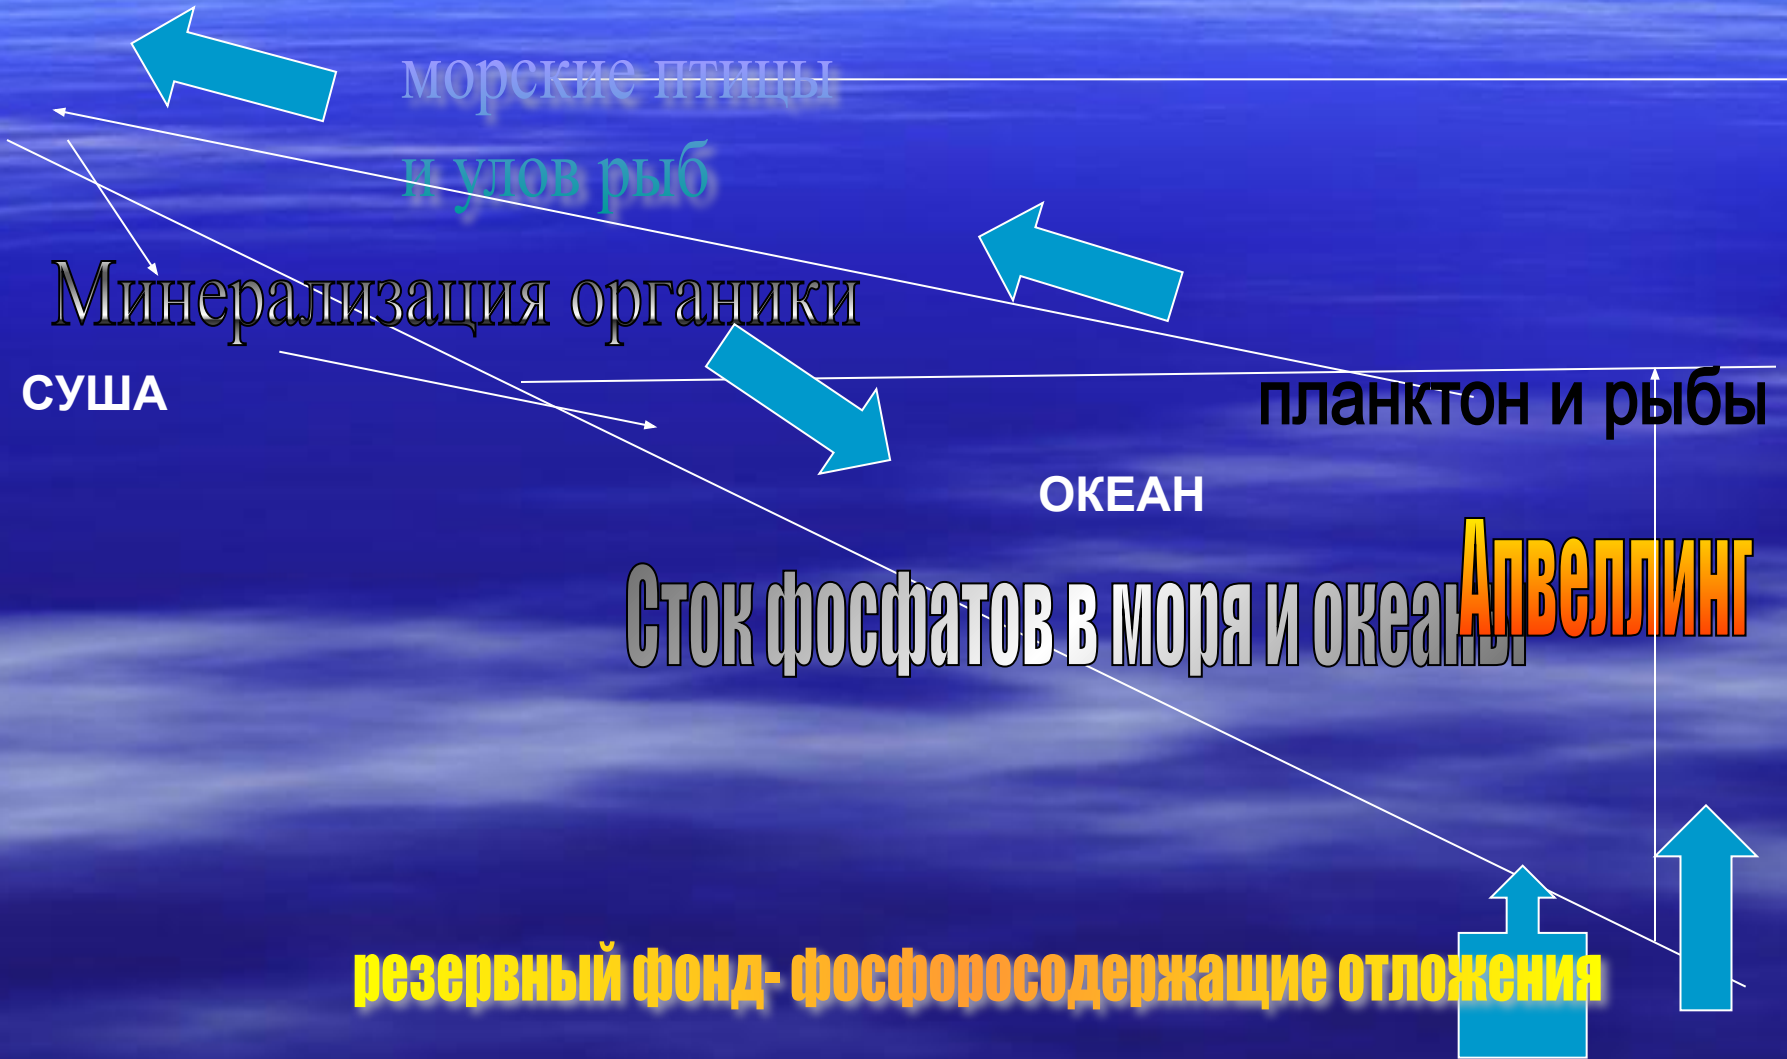 морские птицы
и улов рыб
Минерализация органики
СУША
планктон и рыбы
ОКЕАН
Апвеллинг
Сток фосфатов в моря и океаны
резервный фонд- фосфоросодержащие отложения